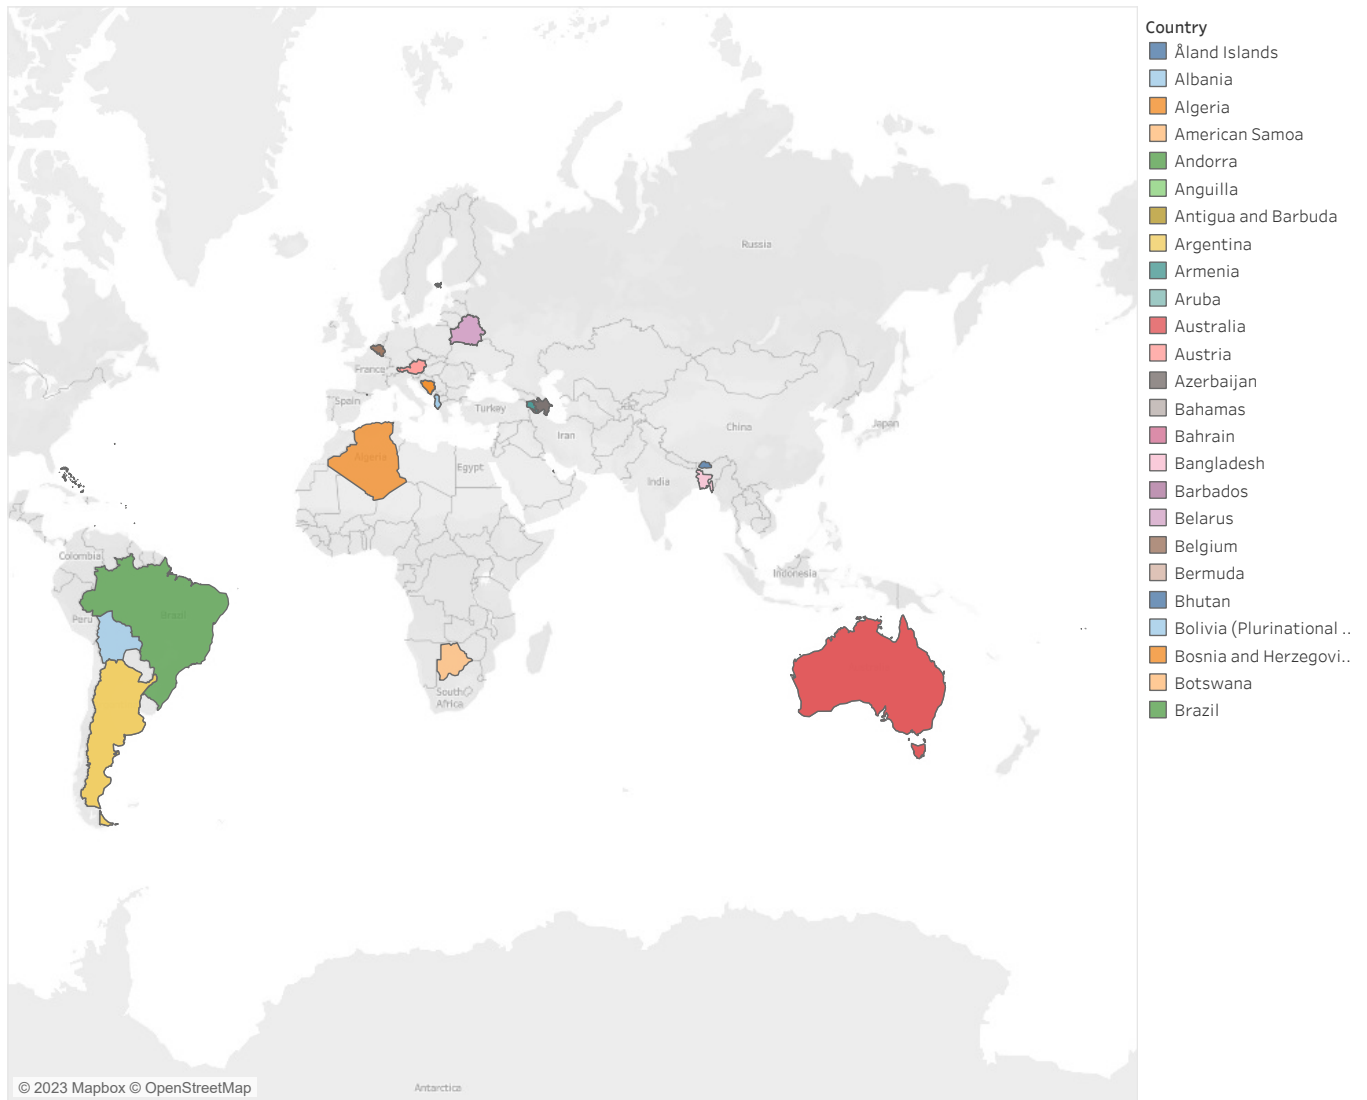 Country
Åland Islands
Albania
Algeria
American Samoa
Andorra
Anguilla
Antigua and Barbuda
Argentina
Armenia
Aruba
Australia
Austria
Azerbaijan
Bahamas
Bahrain
Bangladesh
Barbados
Belarus
Belgium
Bermuda
Bhutan
Bolivia (Plurinational ..
Bosnia and Herzegovi..
Botswana
Brazil
Russia
France
Spain
Turkey
Iran
China
Japan
Algeria
Egypt
India
Colombia
Indonesia
Peru
Brazil
South
Africa
Antarctica
© 2023 Mapbox © OpenStreetMap